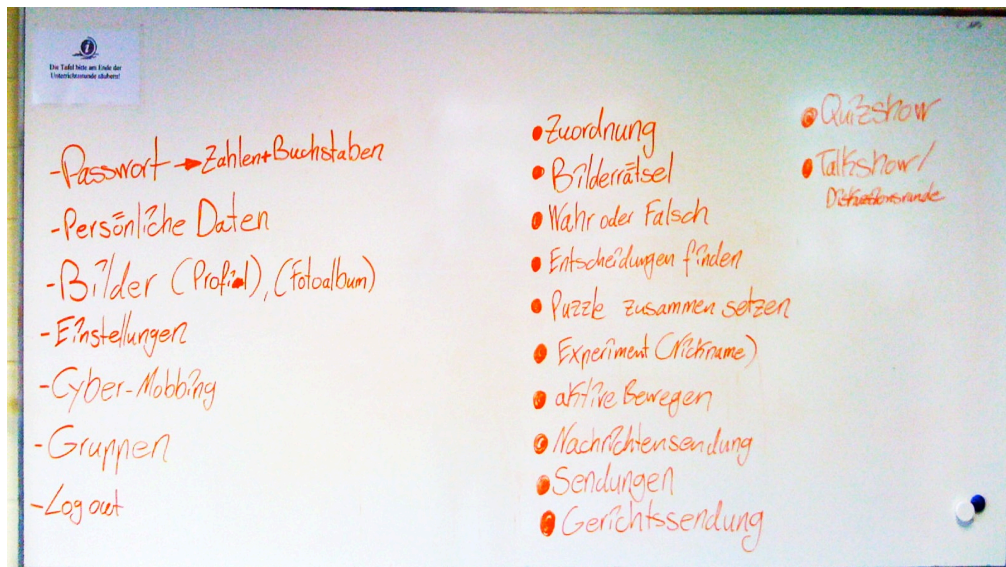 Die Tafel bitte am Ende der
Unterrichtsstunde säubern!
- Passwort → Zahlen + Buchstaben
- Persönliche Daten
- Bilder (Profil), (Fotoalbum)
- Einstellungen
- Cyber-Mobbing
- Gruppen
- Log out
• Zuordnung
• Bilderrätsel
• Wahr oder Falsch
• Entscheidungen finden
• Puzzle zusammen setzen
• Experiment (Nickname)
• aktive Bewegen
• Nachrichtensendung
• Sendungen
• Gerichtssendung
• Quizshow
• Talkshow/
Diskussionsrunde